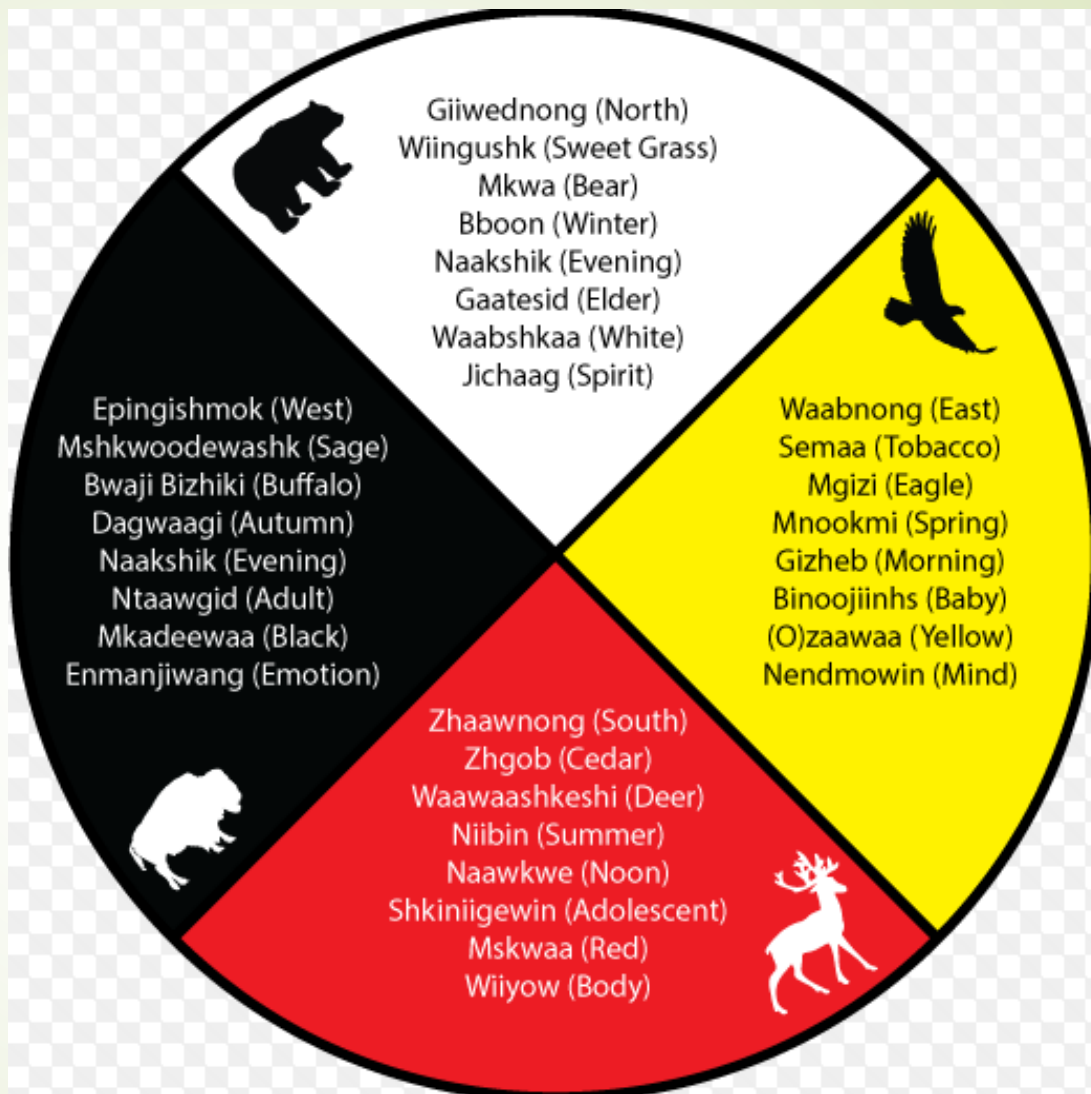 Giiwednong (North)
Wiingushk (Sweet Grass)
Mkwa (Bear)
Bboon (Winter)
Naakshik (Evening)
Gaatesid (Elder)
Waabshkaa (White)
Jichaag (Spirit)
Waabnong (East)
Semaa (Tobacco)
Mgizi (Eagle)
Mnookmi (Spring)
Gizheb (Morning)
Binoojiinhs (Baby)
(O)zaawaa (Yellow)
Nendmowin (Mind)
Zhaawnong (South)
Zhgob (Cedar)
Waawaashkeshi (Deer)
Niibin (Summer)
Naawkwe (Noon)
Shkiniigewin (Adolescent)
Mskwaa (Red)
Wiiyow (Body)
Epingishmok (West)
Mshkwoodewashk (Sage)
Bwaji Bizhiki (Buffalo)
Dagwaagi (Autumn)
Naakshik (Evening)
Ntaawgid (Adult)
Mkadeewaa (Black)
Enmanjiwang (Emotion)